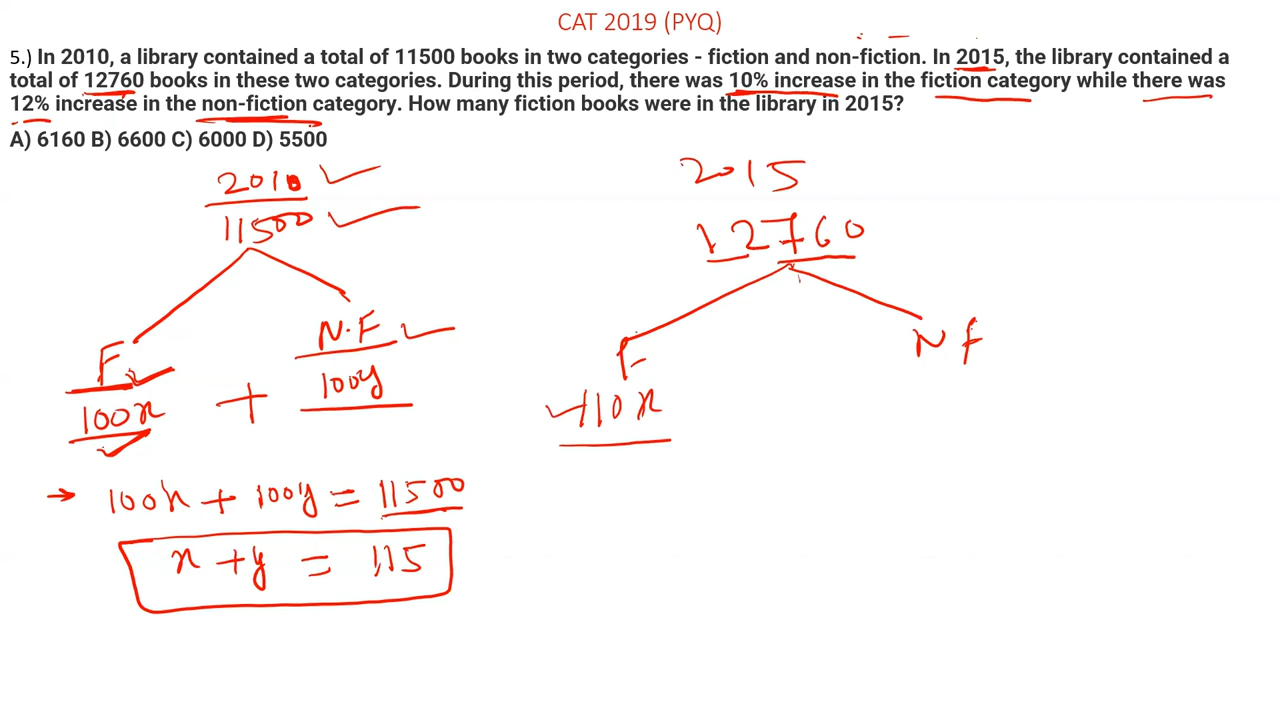 CAT 2019 (PYQ)
5.) In 2010, a library contained a total of 11500 books in two categories - fiction and non-fiction. In 2015, the library contained a
total of 12760 books in these two categories. During this period, there was 10% increase in the fiction category while there was
12% increase in the non-fiction category. How many fiction books were in the library in 2015?
A) 6160 B) 6600 C) 6000 D) 5500
2010
2015
11500
12760
F
N.F
F
NF
100x + 100y
110x
→ 100x + 100y = 11500
x + y = 115